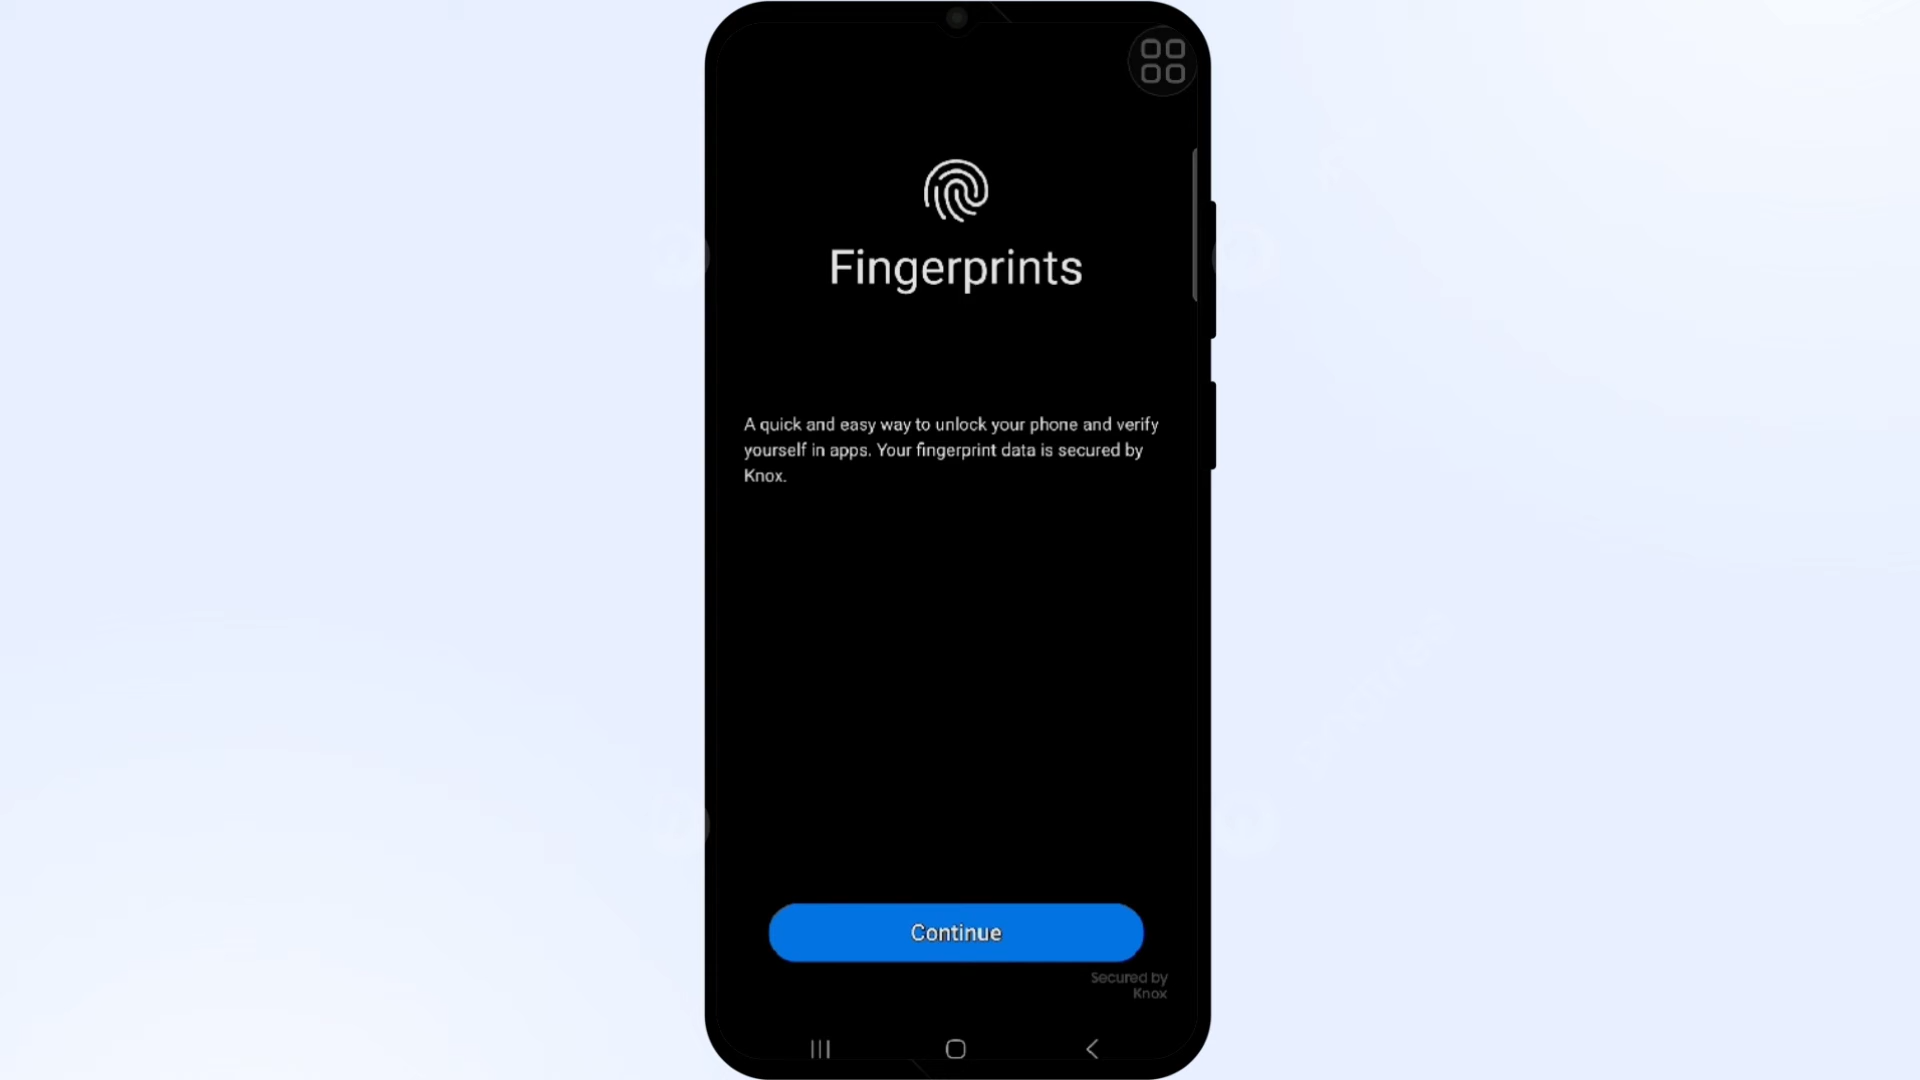 Fingerprints
A quick and easy way to unlock your phone and verify
yourself in apps. Your fingerprint data is secured by
Knox.
Continue
Secured by
Knox